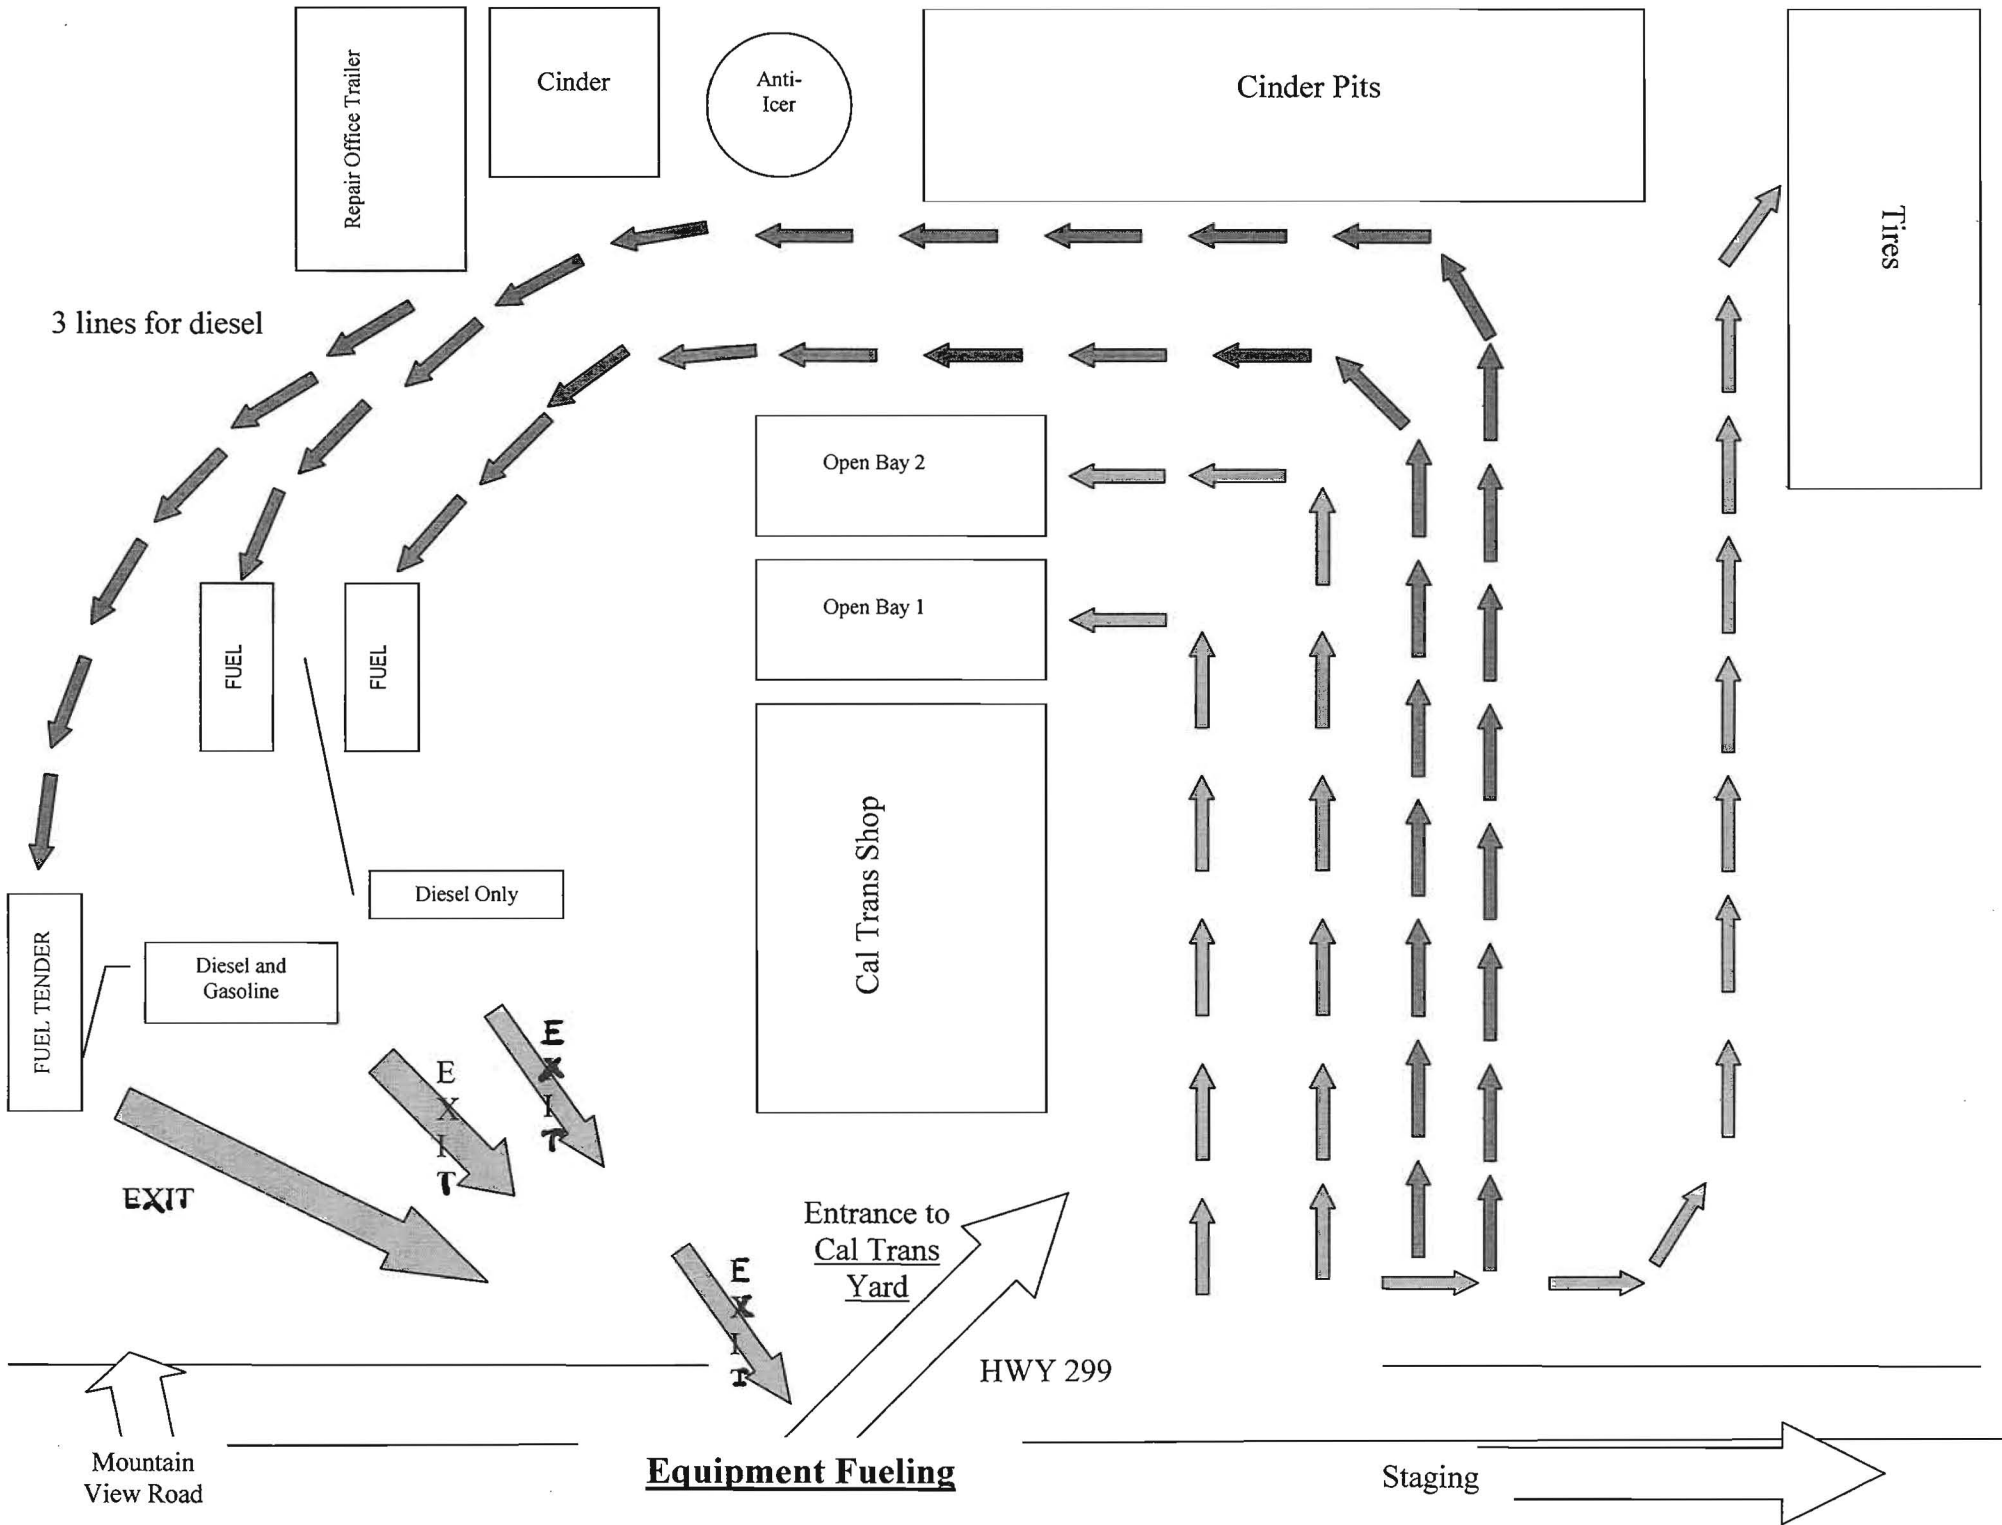 Repair Office Trailer
Cinder
Anti-
Icer
Cinder Pits
Tires
3 lines for diesel
Open Bay 2
Open Bay 1
FUEL
FUEL
Cal Trans Shop
Diesel Only
FUEL TENDER
Diesel and
Gasoline
EXIT
EXIT
EXIT
Entrance to
Cal Trans
Yard
EXIT
HWY 299
Mountain
View Road
Equipment Fueling
Staging